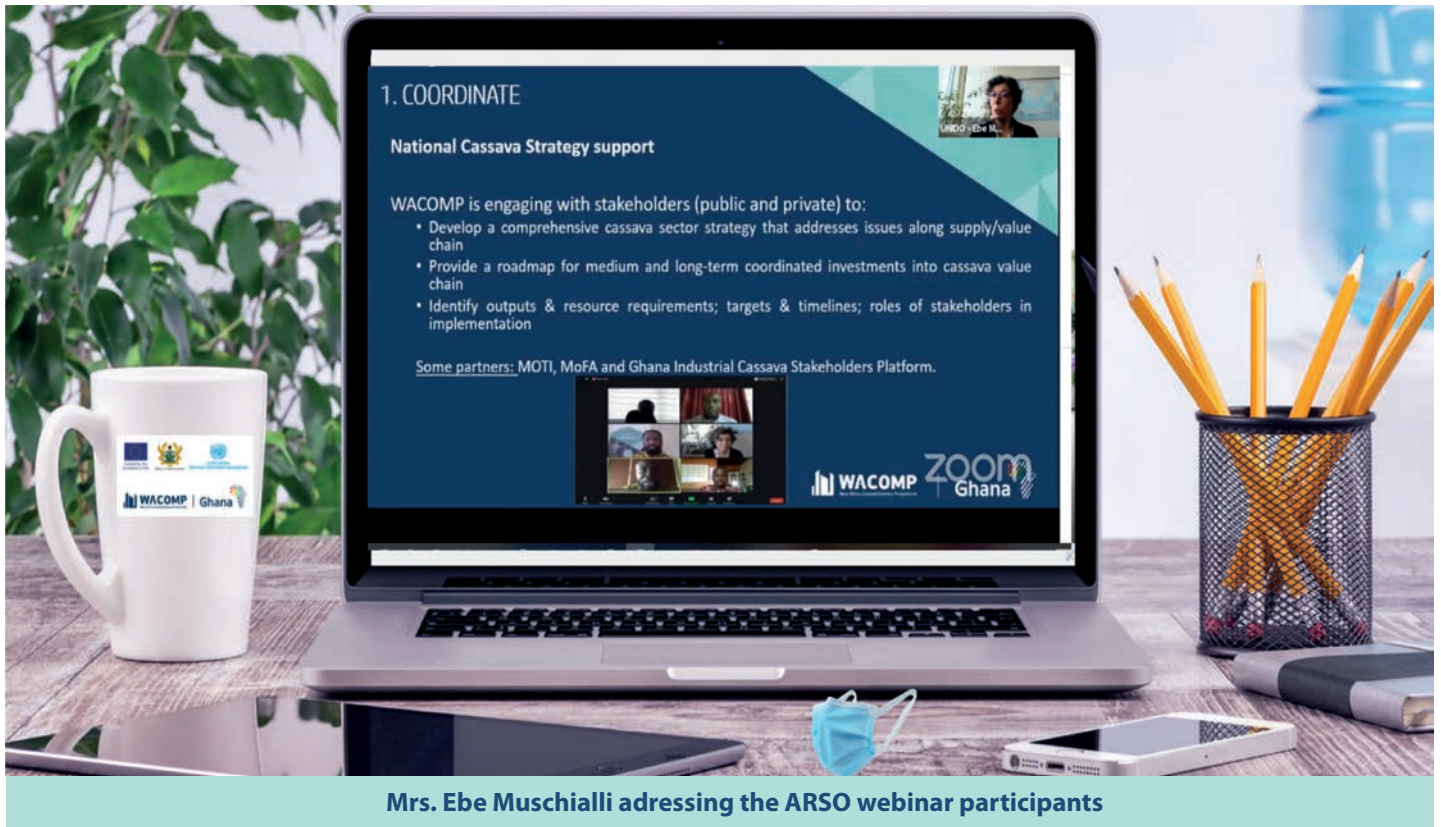 1. COORDINATE
UNIDO - Ebe M...
National Cassava Strategy support
WACOMP is engaging with stakeholders (public and private) to:
• Develop a comprehensive cassava sector strategy that addresses issues along supply/value
chain
• Provide a roadmap for medium and long-term coordinated investments into cassava value
chain
• Identify outputs & resource requirements; targets & timelines; roles of stakeholders in
implementation
Some partners: MOTI, MoFA and Ghana Industrial Cassava Stakeholders Platform.
WACOMP
West Africa Competitiveness Programme
zoom
Ghana
WACOMP | Ghana
Mrs. Ebe Muschialli adressing the ARSO webinar participants